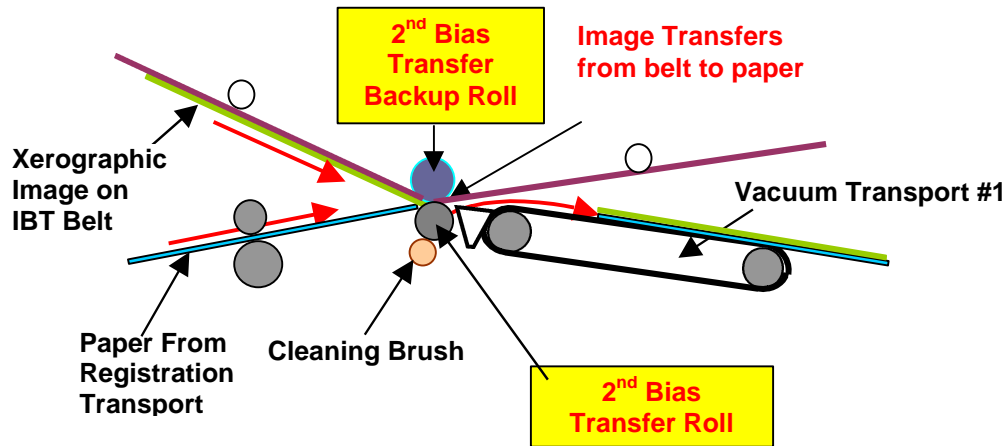 2nd Bias
Transfer
Backup Roll
Image Transfers
from belt to paper
Xerographic
Image on
IBT Belt
Vacuum Transport #1
Paper From
Registration
Transport
Cleaning Brush
2nd Bias
Transfer Roll